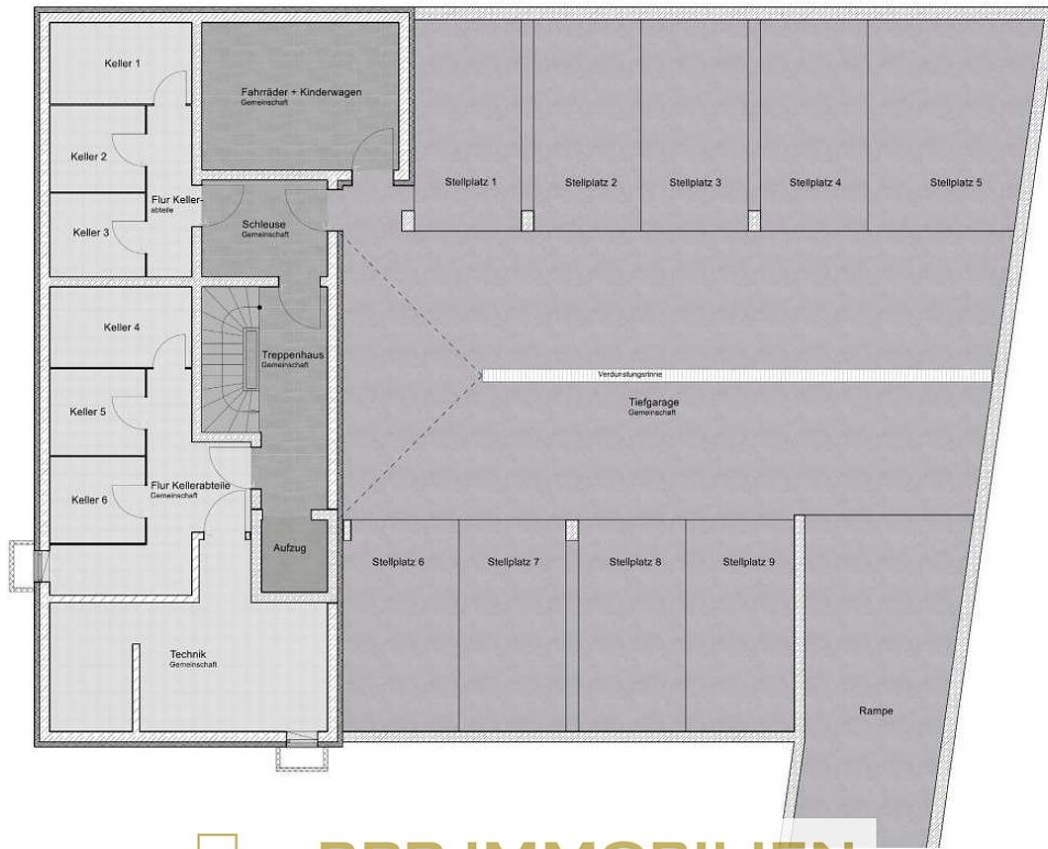 Keller 1
Fahrräder + Kinderwagen
Gemeinschaft
Keller 2
Stellplatz 1
Stellplatz 2
Stellplatz 3
Stellplatz 4
Stellplatz 5
Flur Keller-
abteile
Keller 3
Schleuse
Gemeinschaft
Keller 4
Treppenhaus
Gemeinschaft
Verdunstungsrinne
Tiefgarage
Gemeinschaft
Keller 5
Flur Kellerabteile
Gemeinschaft
Keller 6
Aufzug
Stellplatz 6
Stellplatz 7
Stellplatz 8
Stellplatz 9
Technik
Gemeinschaft
Rampe
IMMOBILIEN